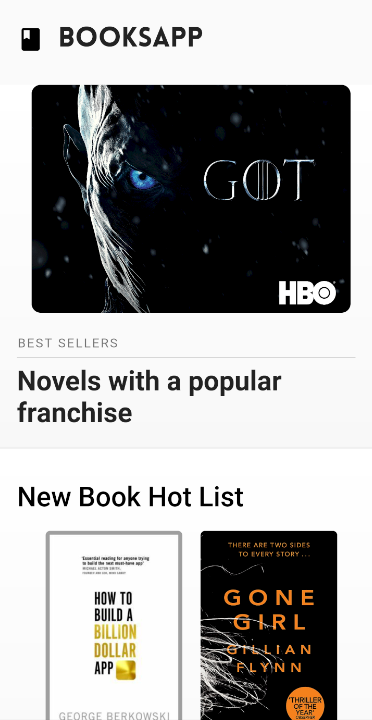 BOOKSAPP
GOT
HBO
BEST SELLERS
Novels with a popular
franchise
New Book Hot List
'Essential reading for anyone trying
to build the next must-have app'
HOW TO
BUILD A
BILLION
DOLLAR
APP
GEORGE BERKOWSKI
THERE ARE TWO SIDES
TO EVERY STORY . . .
GONE
GIRL
GILLIAN
FLYNN
'THRILLER
OF THE
YEAR'